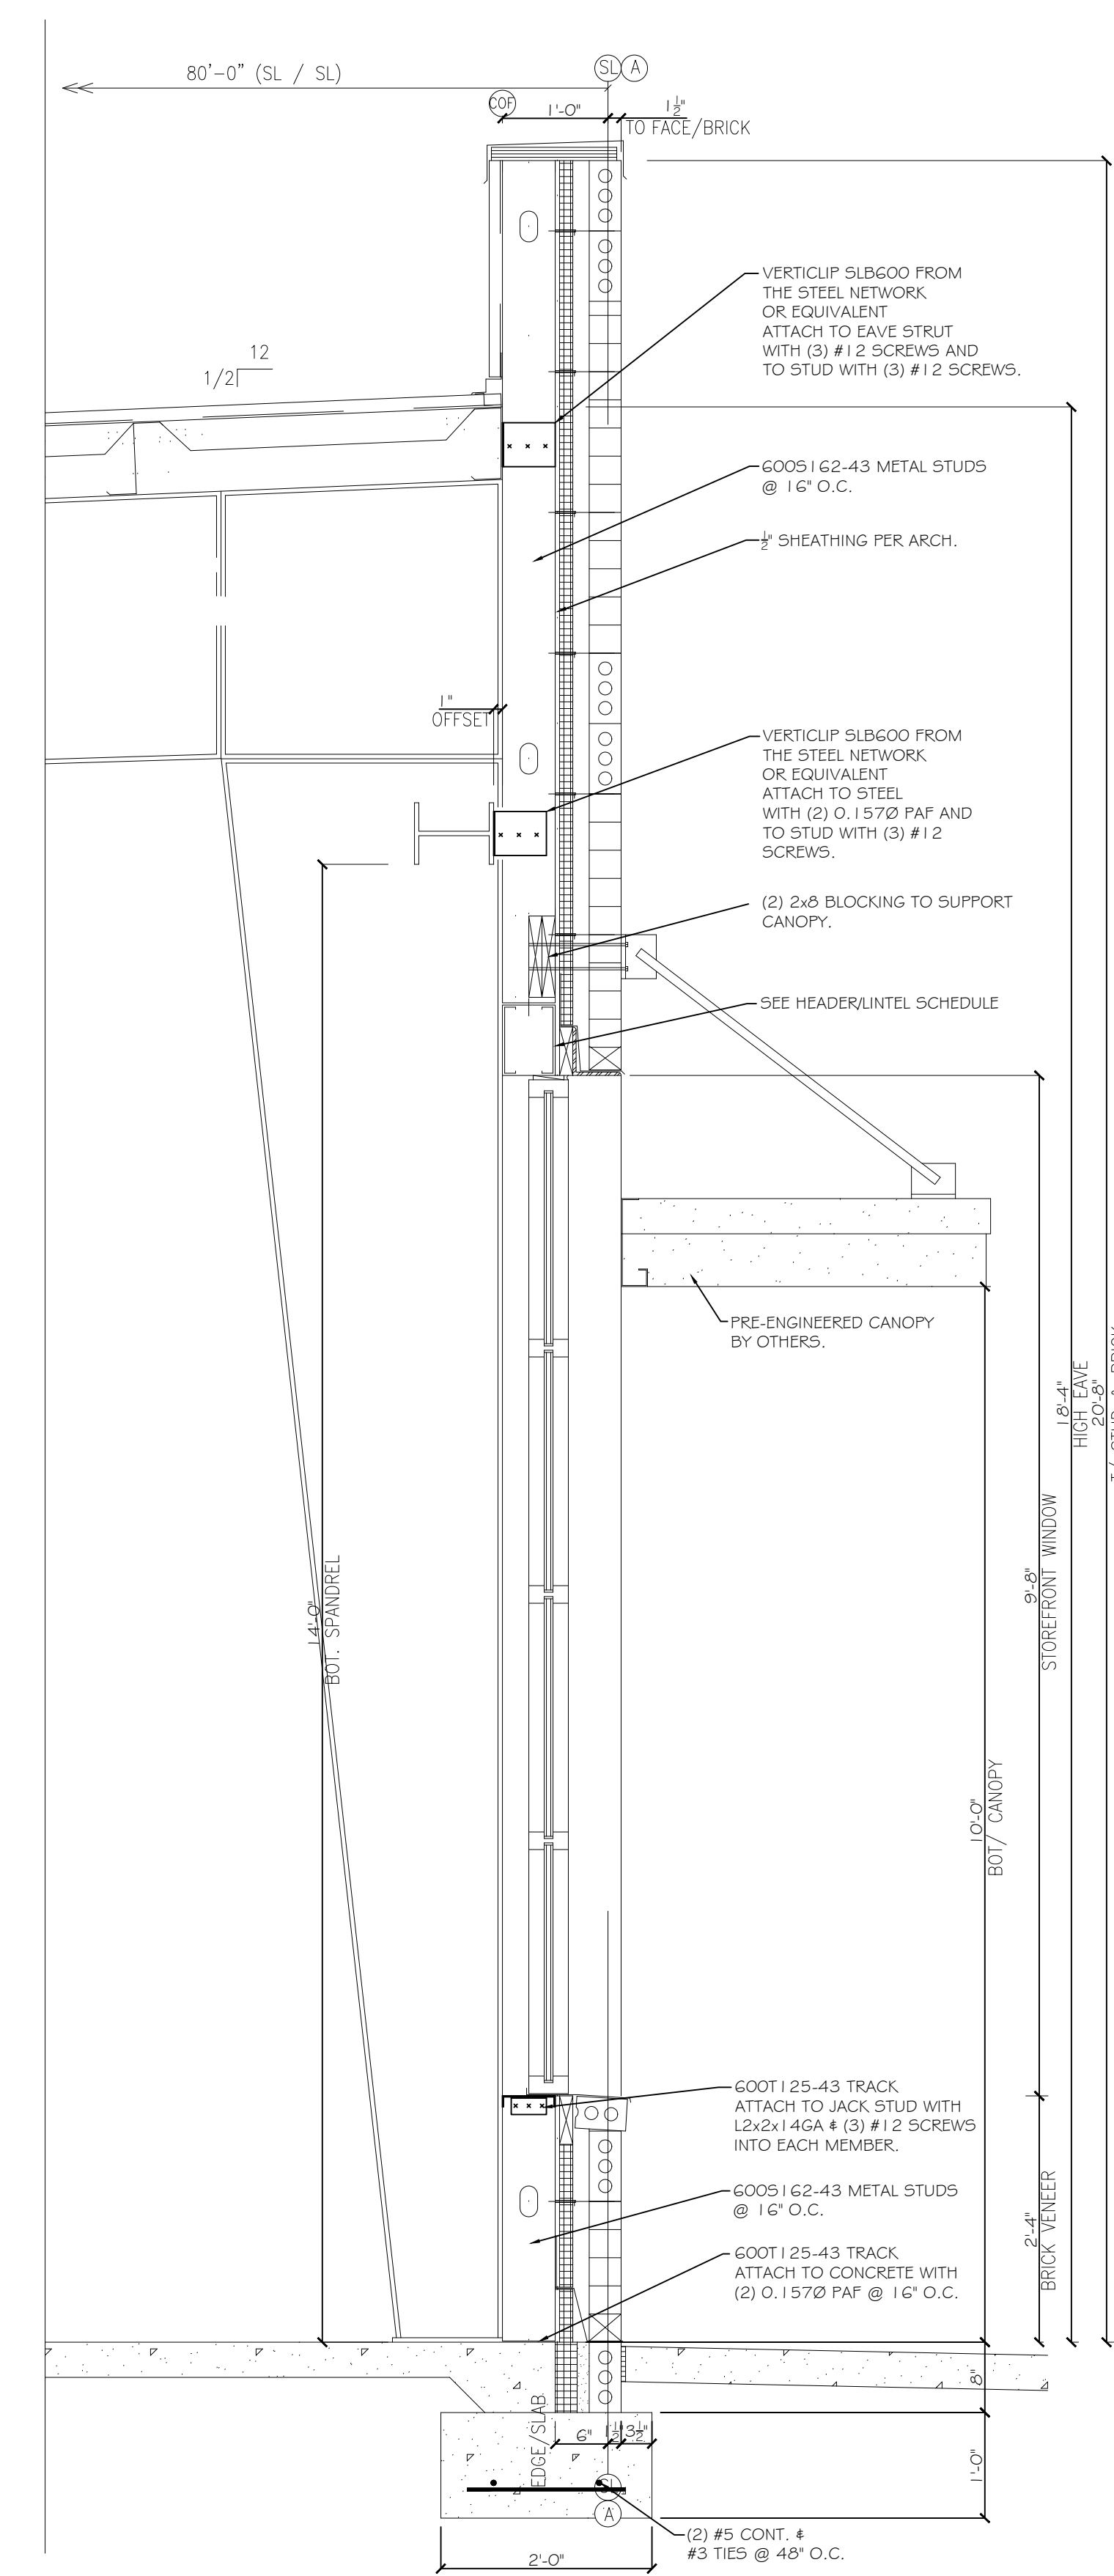 80'-0" (SL / SL)
SL
A
COF
1'-0"
1 1/2"
TO FACE/BRICK
VERTICLIP SLB600 FROM
THE STEEL NETWORK
OR EQUIVALENT
ATTACH TO EAVE STRUT
WITH (3) #12 SCREWS AND
TO STUD WITH (3) #12 SCREWS.
12
1/2
600S162-43 METAL STUDS
@ 16" O.C.
1/2" SHEATHING PER ARCH.
1"
OFFSET
VERTICLIP SLB600 FROM
THE STEEL NETWORK
OR EQUIVALENT
ATTACH TO STEEL
WITH (2) 0.157Ø PAF AND
TO STUD WITH (3) #12
SCREWS.
(2) 2x8 BLOCKING TO SUPPORT
CANOPY.
SEE HEADER/LINTEL SCHEDULE
PRE-ENGINEERED CANOPY
BY OTHERS.
14'-0"
BOT. SPANDREL
10'-0"
BOT/ CANOPY
9'-8"
STOREFRONT WINDOW
18'-4"
HIGH EAVE
20'-8"
T/ STUD & BRICK
600T125-43 TRACK
ATTACH TO JACK STUD WITH
L2x2x14GA & (3) #12 SCREWS
INTO EACH MEMBER.
600S162-43 METAL STUDS
@ 16" O.C.
600T125-43 TRACK
ATTACH TO CONCRETE WITH
(2) 0.157Ø PAF @ 16" O.C.
2'-4"
BRICK VENEER
8"
1'-0"
EDGE/SLAB
6"
1 1/2"
3 1/2"
SL
A
2'-0"
(2) #5 CONT. &
#3 TIES @ 48" O.C.